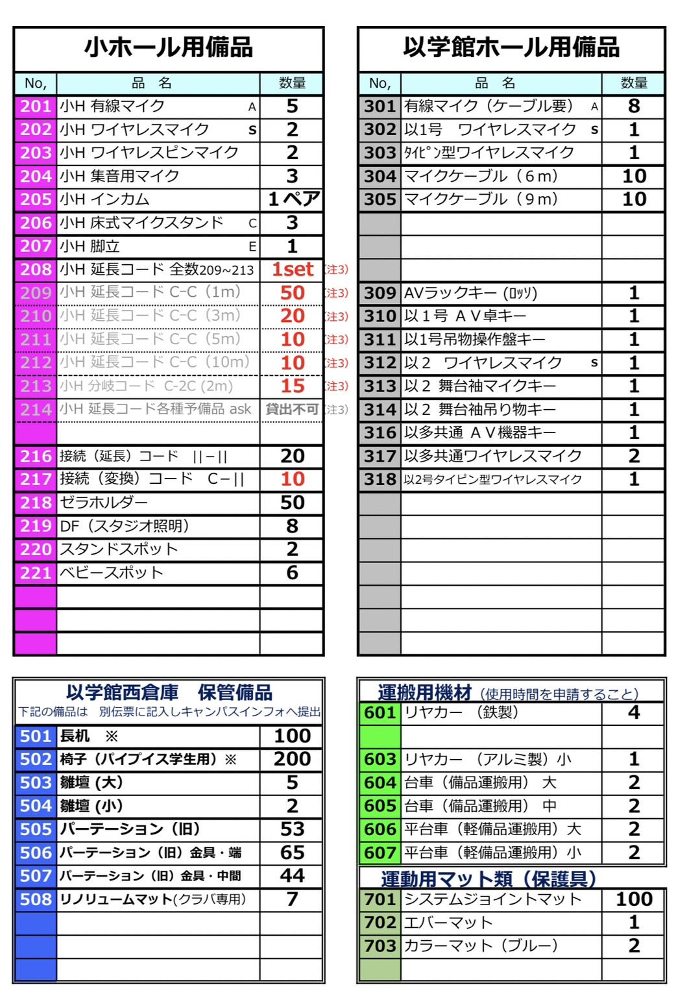 小ホール用備品
No, 品 名 数量
201 小H 有線マイク A 5
202 小H ワイヤレスマイク S 2
203 小H ワイヤレスピンマイク 2
204 小H 集音用マイク 3
205 小H インカム 1ペア
206 小H 床式マイクスタンド C 3
207 小H 脚立 E 1
208 小H 延長コード 全数209~213 1set (注3)
209 小H 延長コード C−C（1m） 50 (注3)
210 小H 延長コード C−C（3m） 20 (注3)
211 小H 延長コード C−C（5m） 10 (注3)
212 小H 延長コード C−C（10m） 10 (注3)
213 小H 分岐コード C-2C (2m) 15 (注3)
214 小H 延長コード各種予備品 ask 貸出不可 (注3)
216 接続（延長）コード ||−|| 20
217 接続（変換）コード C−|| 10
218 ゼラホルダー 50
219 DF（スタジオ照明） 8
220 スタンドスポット 2
221 ベビースポット 6
以学館ホール用備品
No, 品 名 数量
301 有線マイク（ケーブル要） A 8
302 以1号 ワイヤレスマイク S 1
303 ﾀｲﾋﾟﾝ型ワイヤレスマイク 1
304 マイクケーブル（６ｍ） 10
305 マイクケーブル（９ｍ） 10
309 AVラックキー (ﾛｯｿﾞ) 1
310 以１号 ＡＶ卓キー 1
311 以1号吊物操作盤キー 1
312 以２ ワイヤレスマイク S 1
313 以２ 舞台袖マイクキー 1
314 以２ 舞台袖吊り物キー 1
316 以多共通 ＡＶ機器キー 1
317 以多共通ワイヤレスマイク 2
318 以2号タイピン型ワイヤレスマイク 1
以学館西倉庫 保管備品
下記の備品は 別伝票に記入しキャンパスインフォへ提出
501 長机 ※ 100
502 椅子（パイプイス学生用）※ 200
503 雛壇 (大） 5
504 雛壇 (小） 2
505 パーテーション（旧） 53
506 パーテーション（旧）金具・端 65
507 パーテーション（旧）金具・中間 44
508 リノリュームマット(クラバ専用） 7
運搬用機材（使用時間を申請すること）
601 リヤカー （鉄製） 4
603 リヤカー （アルミ製）小 1
604 台車（備品運搬用） 大 2
605 台車（備品運搬用） 中 2
606 平台車（軽備品運搬用）大 2
607 平台車（軽備品運搬用）小 2
運動用マット類（保護具）
701 システムジョイントマット 100
702 エバーマット 1
703 カラーマット（ブルー） 2